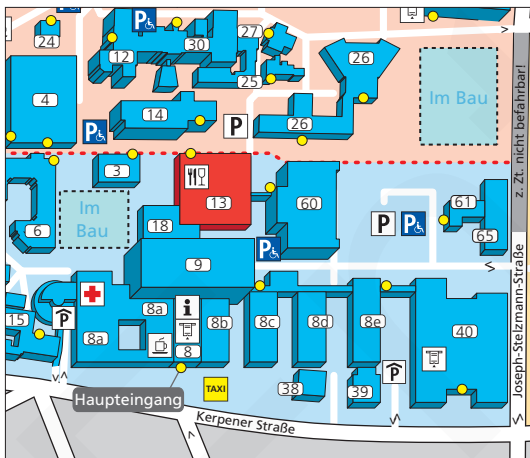 24
12
30
27
25
26
4
14
P
P
26
Im Bau
z. Zt. nicht befahrbar!
P
3
13
6
Im
Bau
18
60
61
P
P
65
P
9
Joseph-Stelzmann-Straße
15
P
8a
8a
i
8
8b
8c
8d
8e
40
P
38
39
Haupteingang
TAXI
Kerpener Straße